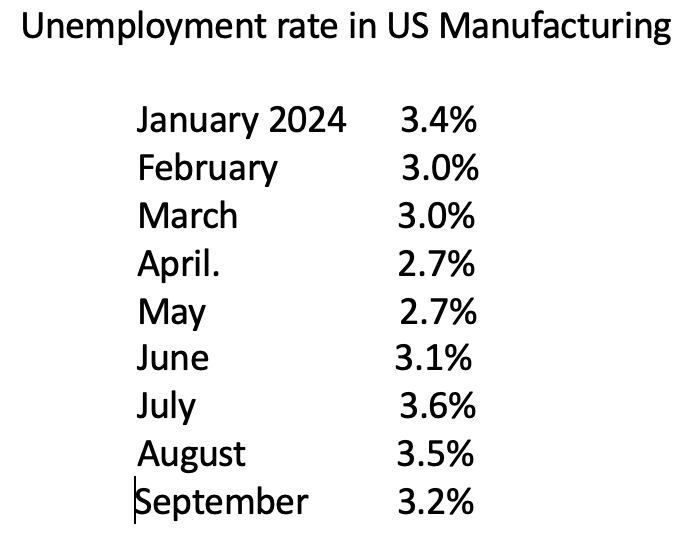 Unemployment rate in US Manufacturing
January 2024 3.4%
February 3.0%
March 3.0%
April. 2.7%
May 2.7%
June 3.1%
July 3.6%
August 3.5%
September 3.2%